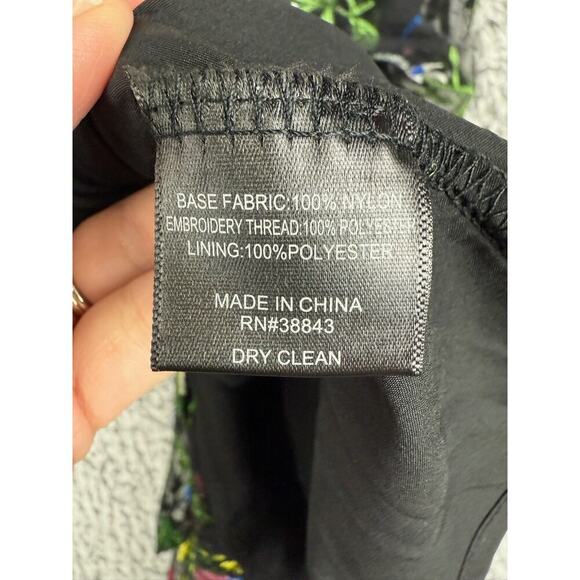 BASE FABRIC:100% NYLON
EMBROIDERY THREAD:100% POLYESTER
LINING:100%POLYESTER
MADE IN CHINA
RN#38843
DRY CLEAN